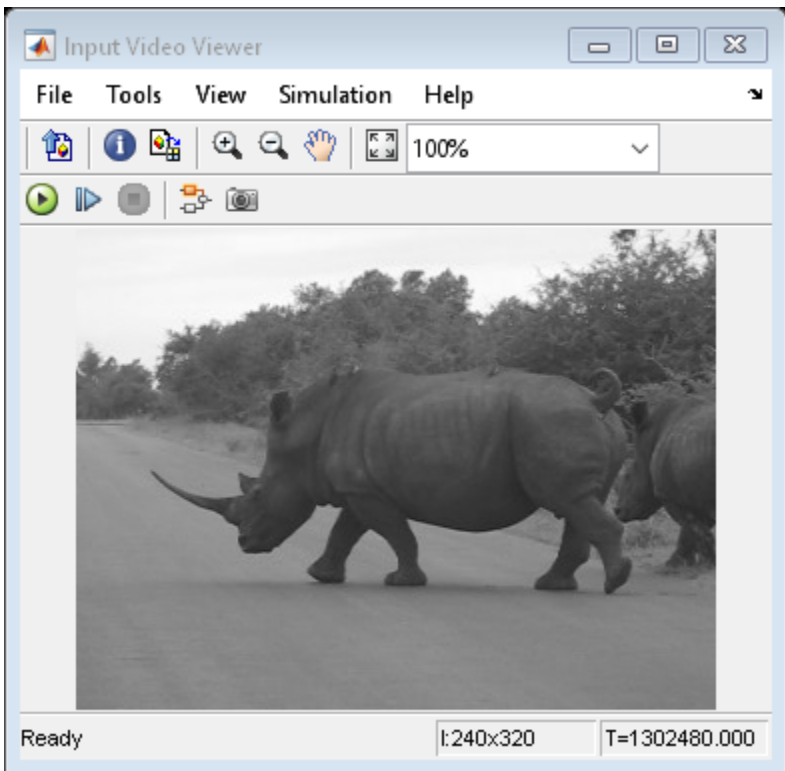 Input Video Viewer
File Tools View Simulation Help
100%
Ready I:240x320 T=1302480.000